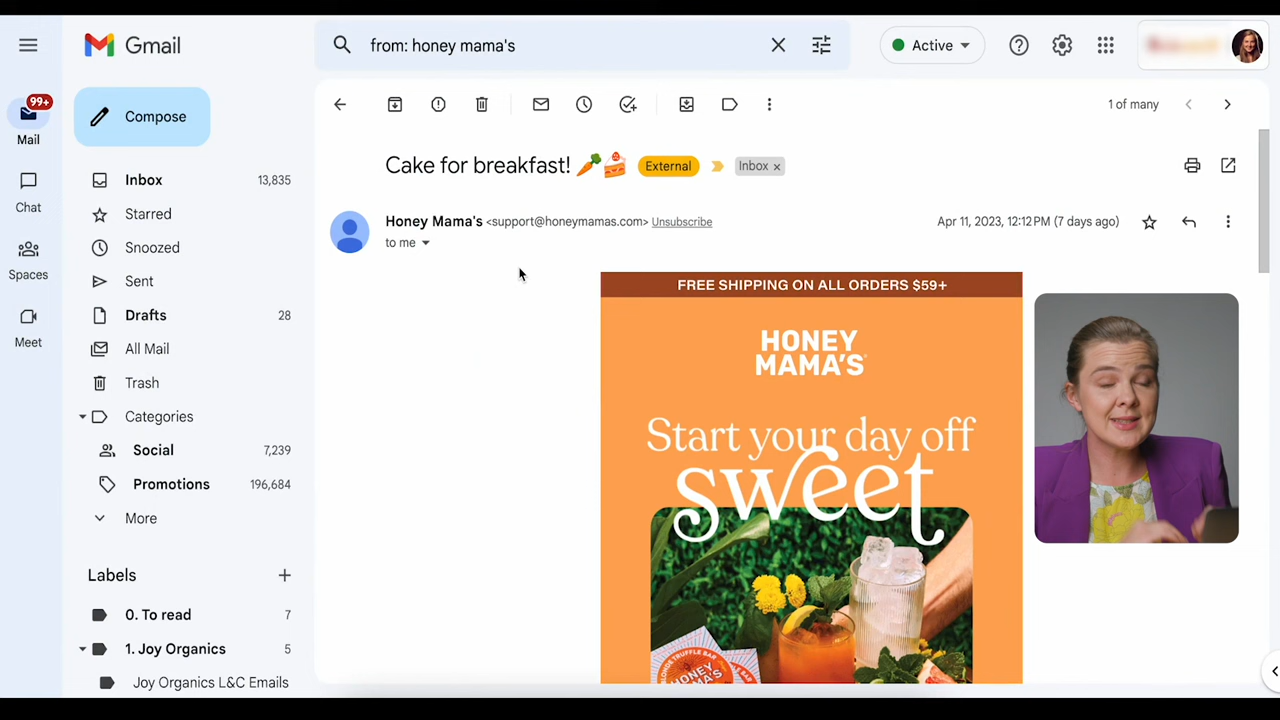 Gmail
from: honey mama's
Active
99+
Mail
Chat
Spaces
Meet
Compose
Inbox 13,835
Starred
Snoozed
Sent
Drafts 28
All Mail
Trash
Categories
Social 7,239
Promotions 196,684
More
Labels
0. To read 7
1. Joy Organics 5
Joy Organics L&C Emails
1 of many
Cake for breakfast! 🥕🍰 External Inbox ×
Honey Mama's <support@honeymamas.com> Unsubscribe
Apr 11, 2023, 12:12 PM (7 days ago)
to me
FREE SHIPPING ON ALL ORDERS $59+
HONEY
MAMA'S
Start your day off
sweet
HONEY
MAMA'S